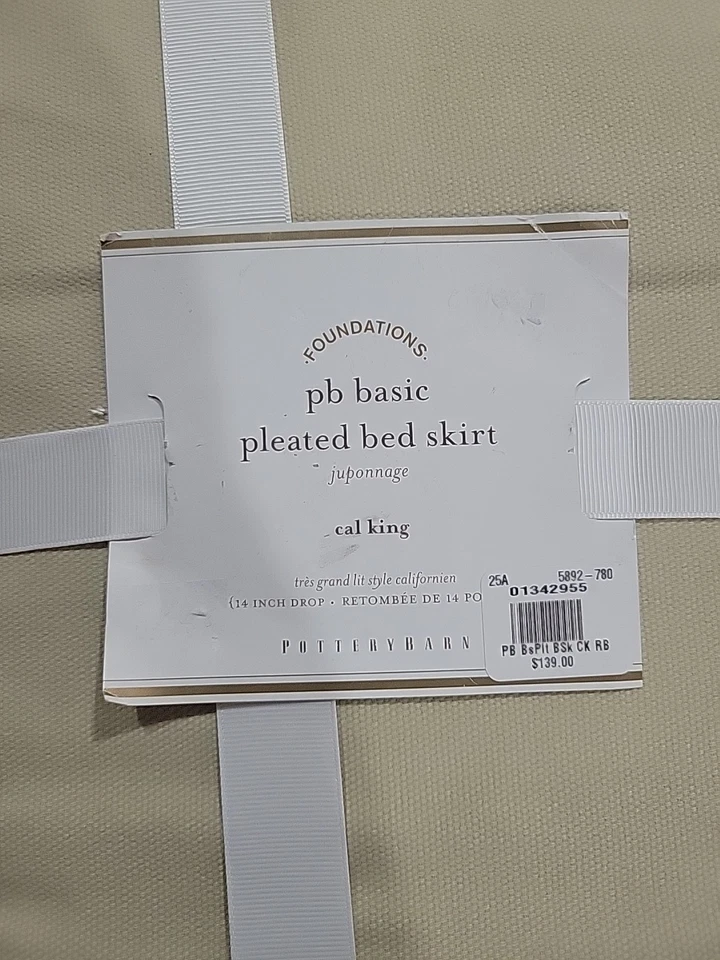 ·FOUNDATIONS·
pb basic
pleated bed skirt
juponnage
cal king
très grand lit style californien
{14 INCH DROP • RETOMBÉE DE 14 PO
POTTERYBARN
25A 5892-780
01342955
PB BsPlt BSk CK RB
$139.00